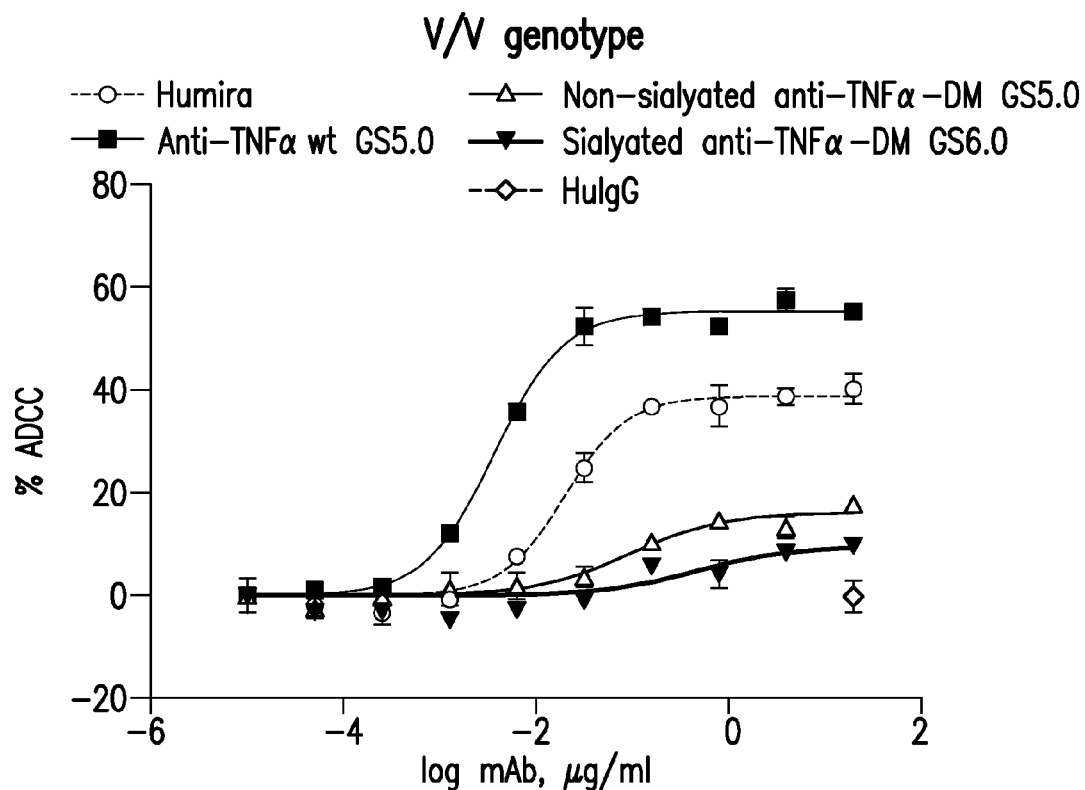 V/V genotype
Humira
Non-sialyated anti-TNFα-DM GS5.0
Anti-TNFα wt GS5.0
Sialyated anti-TNFα-DM GS6.0
HuIgG
80
60
40
20
0
-20
% ADCC
-6 -4 -2 0 2
log mAb, μg/ml